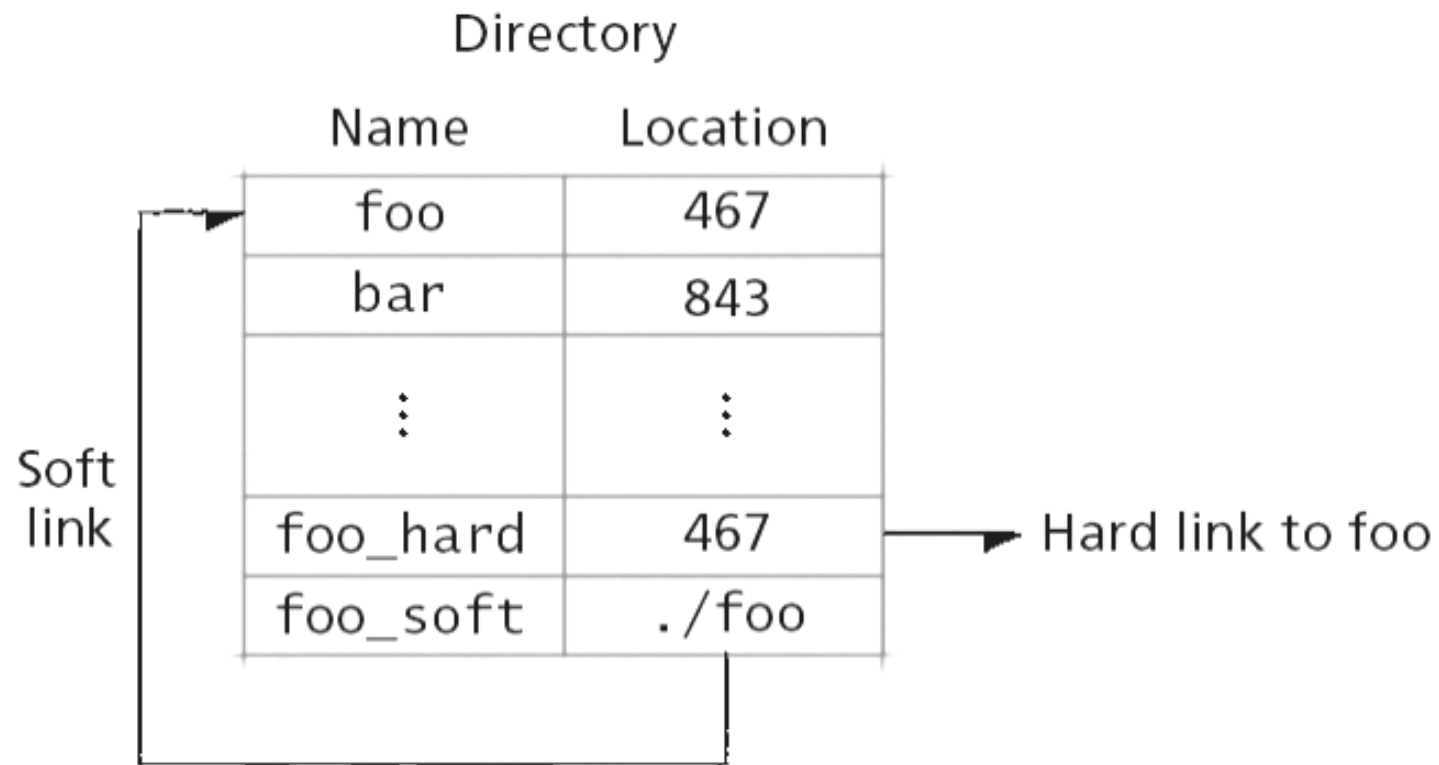 Directory
Name Location
foo 467
bar 843
⋮ ⋮
Soft
link
foo_hard 467
Hard link to foo
foo_soft ./foo